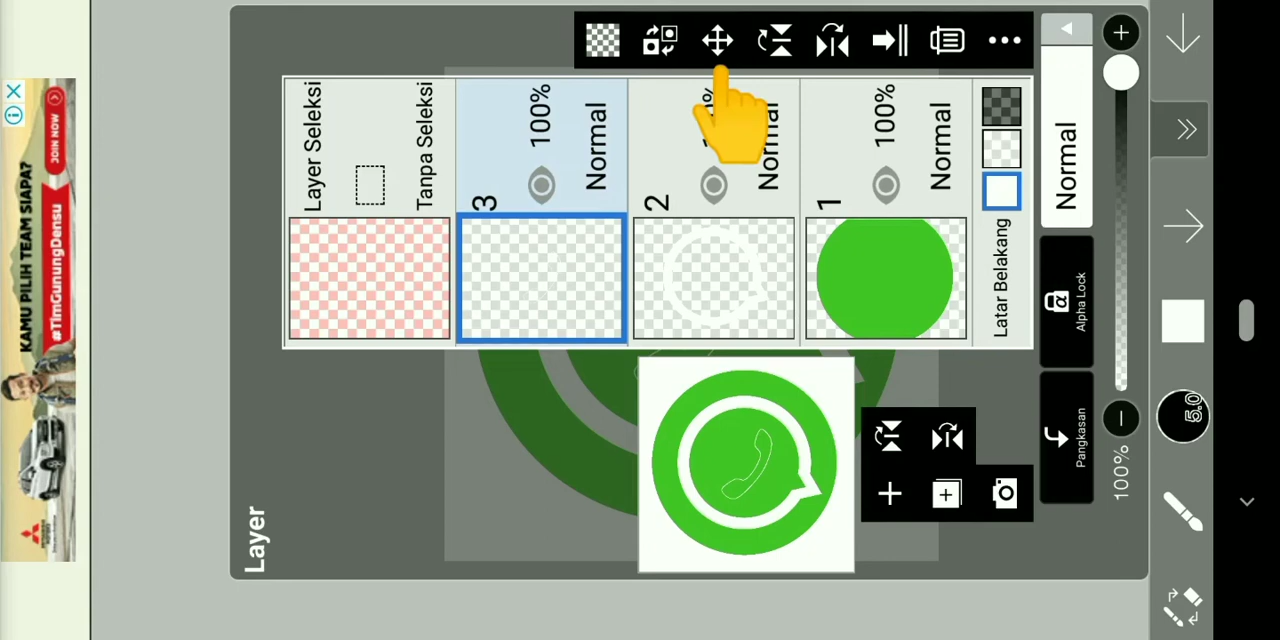 KAMU PILIH TEAM SIAPA?
#TimGunungDensu
JOIN NOW
Layer
Layer Seleksi
Tanpa Seleksi
3
100%
Normal
2
Normal
1
100%
Normal
Latar Belakang
Normal
Alpha Lock
Pangkasan
100%
5.0